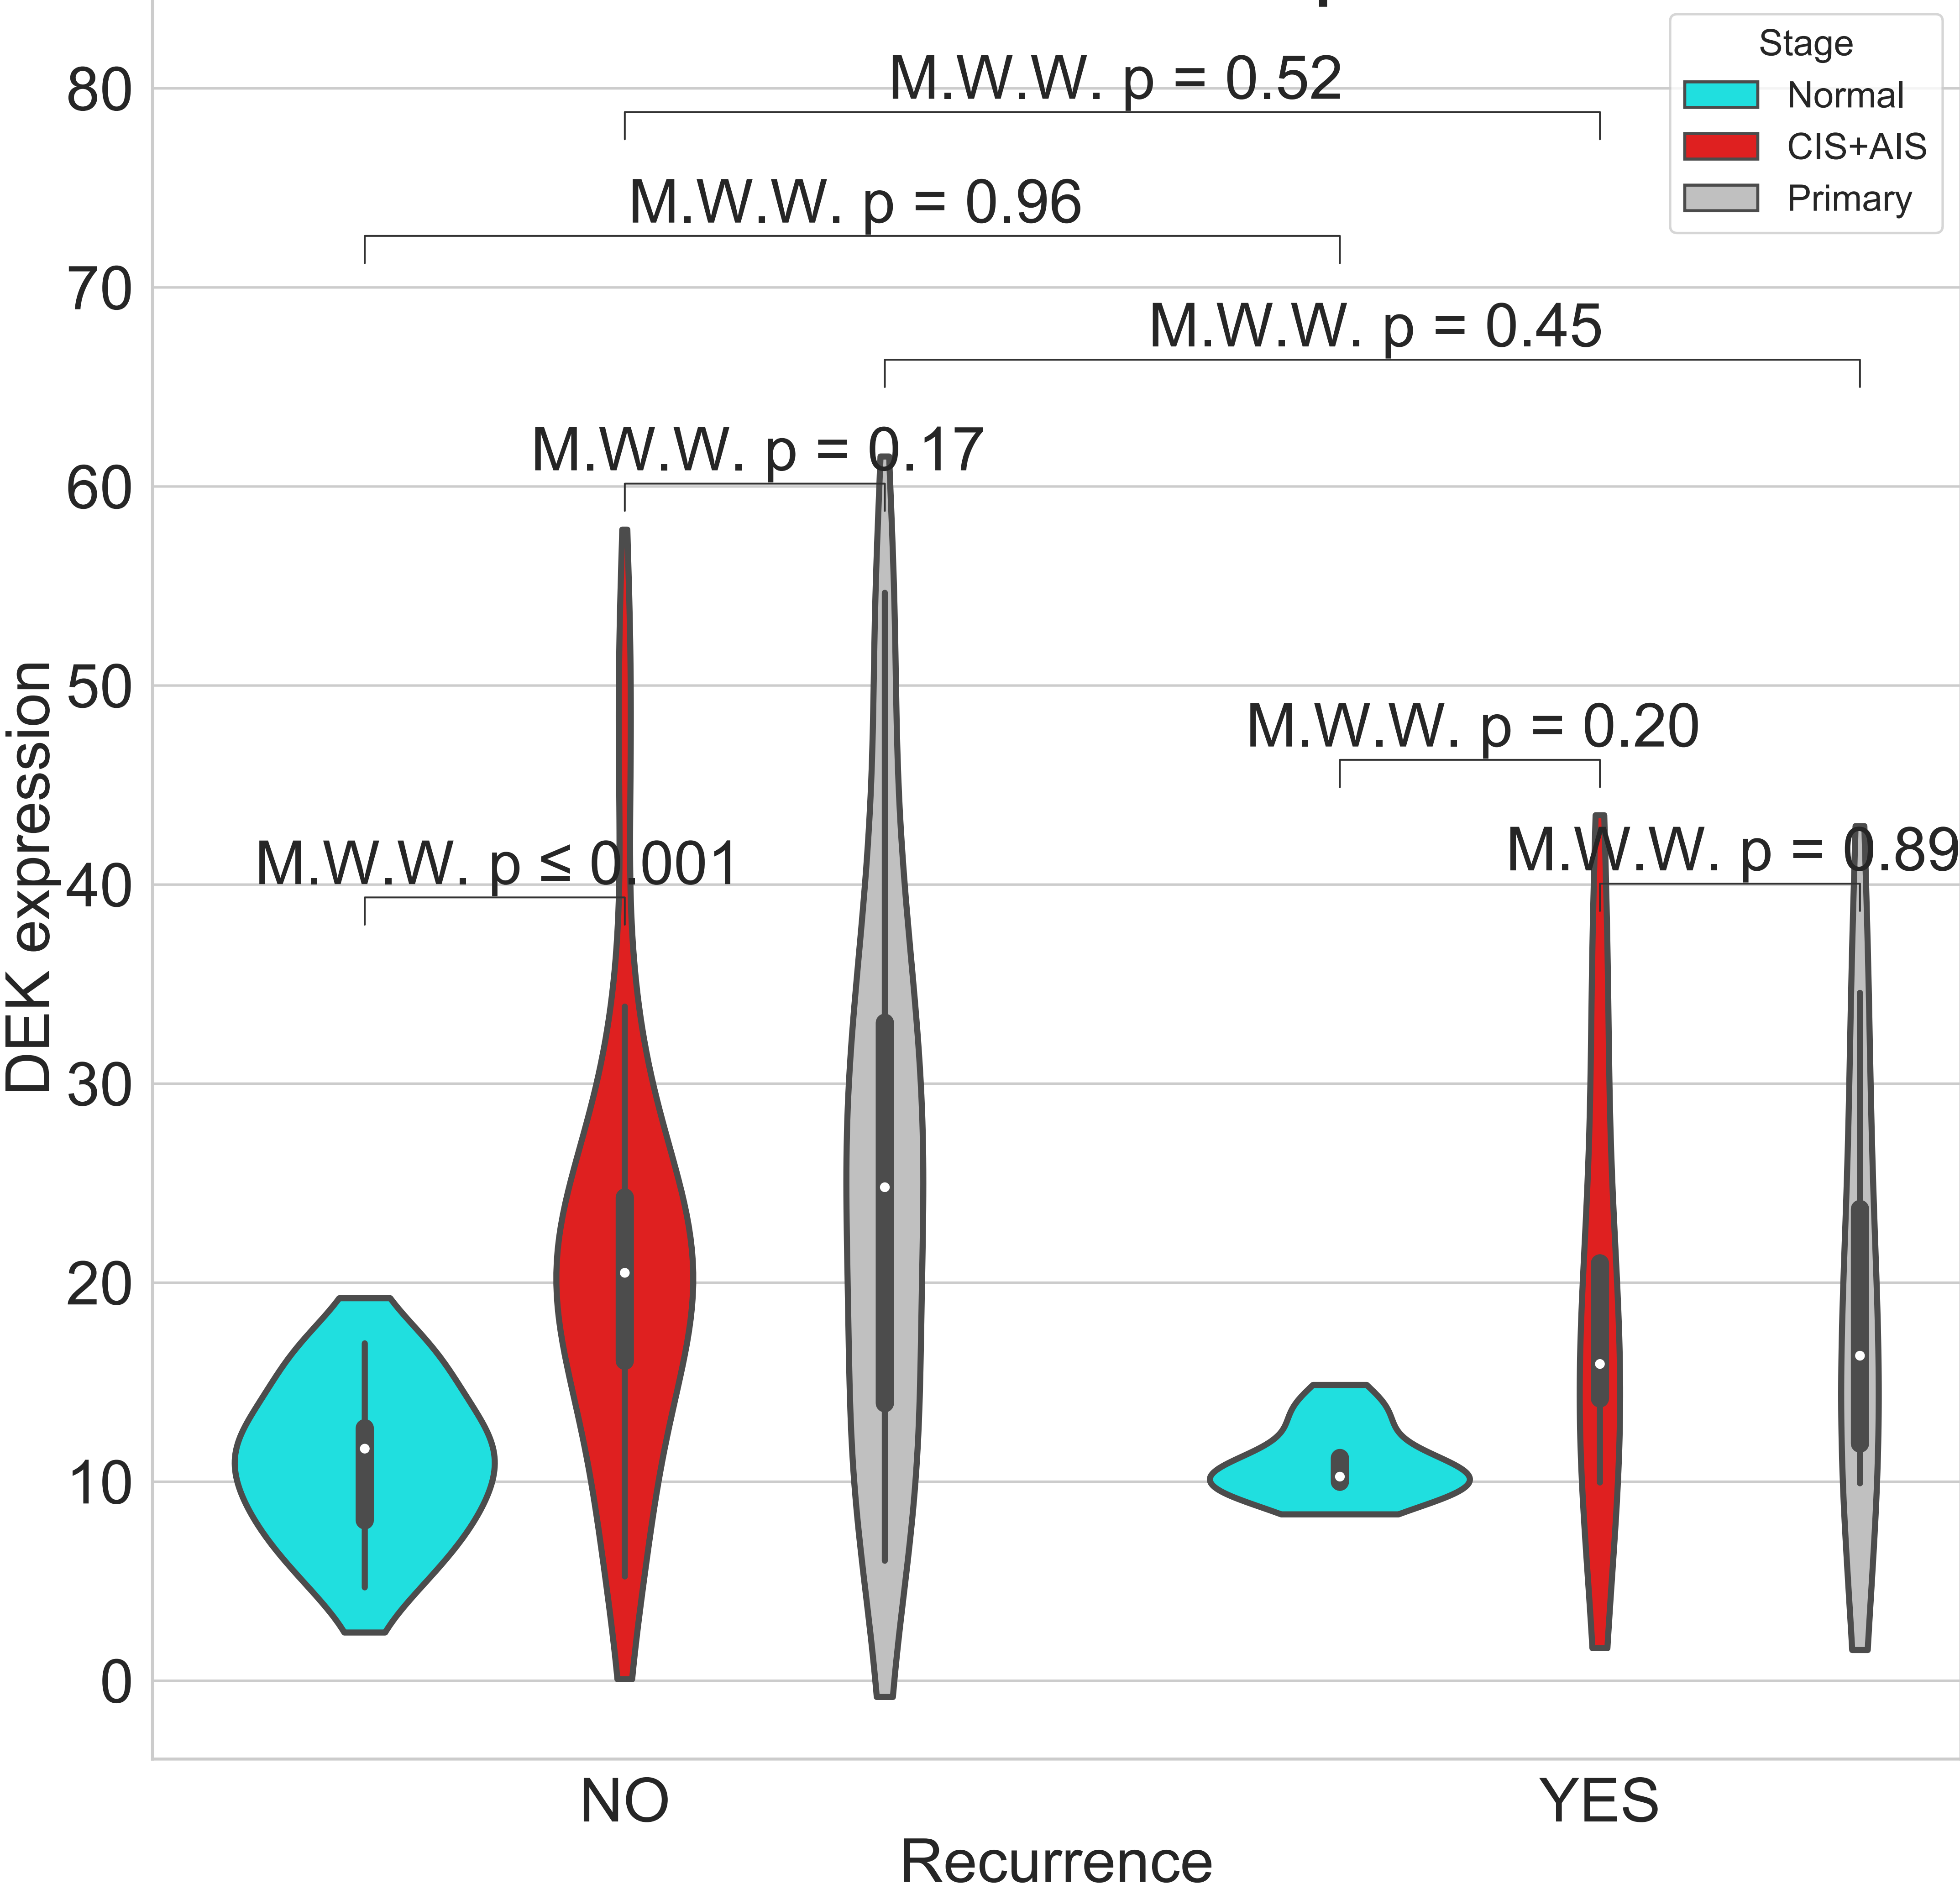 Stage
Normal
CIS+AIS
Primary
M.W.W. p = 0.52
M.W.W. p = 0.96
M.W.W. p = 0.45
M.W.W. p = 0.17
M.W.W. p = 0.20
M.W.W. p ≤ 0.001
M.W.W. p = 0.89
DEK expression
80
70
60
50
40
30
20
10
0
NO
YES
Recurrence